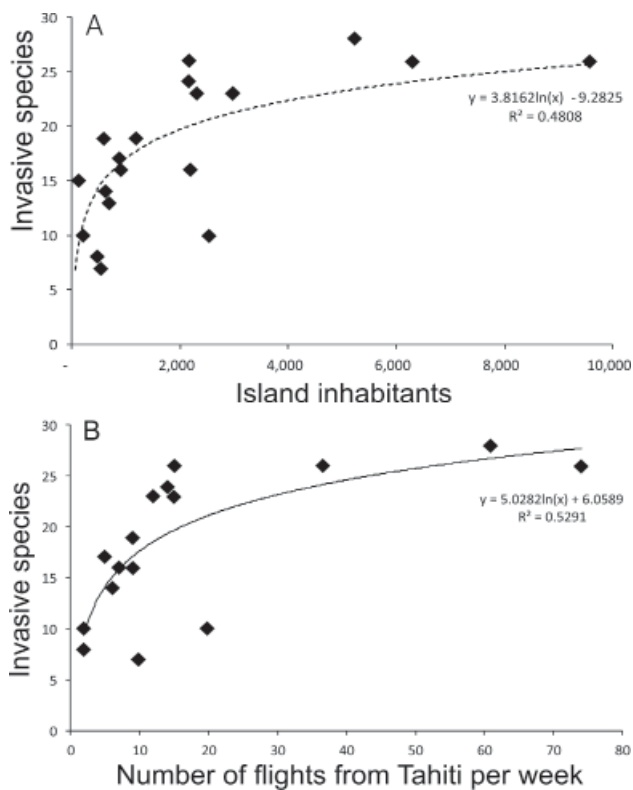 A
30
25
20
15
10
5
0
Invasive species
y = 3.8162ln(x) - 9.2825
R² = 0.4808
- 2,000 4,000 6,000 8,000 10,000
Island inhabitants
B
30
25
20
15
10
5
0
Invasive species
y = 5.0282ln(x) + 6.0589
R² = 0.5291
0 10 20 30 40 50 60 70 80
Number of flights from Tahiti per week